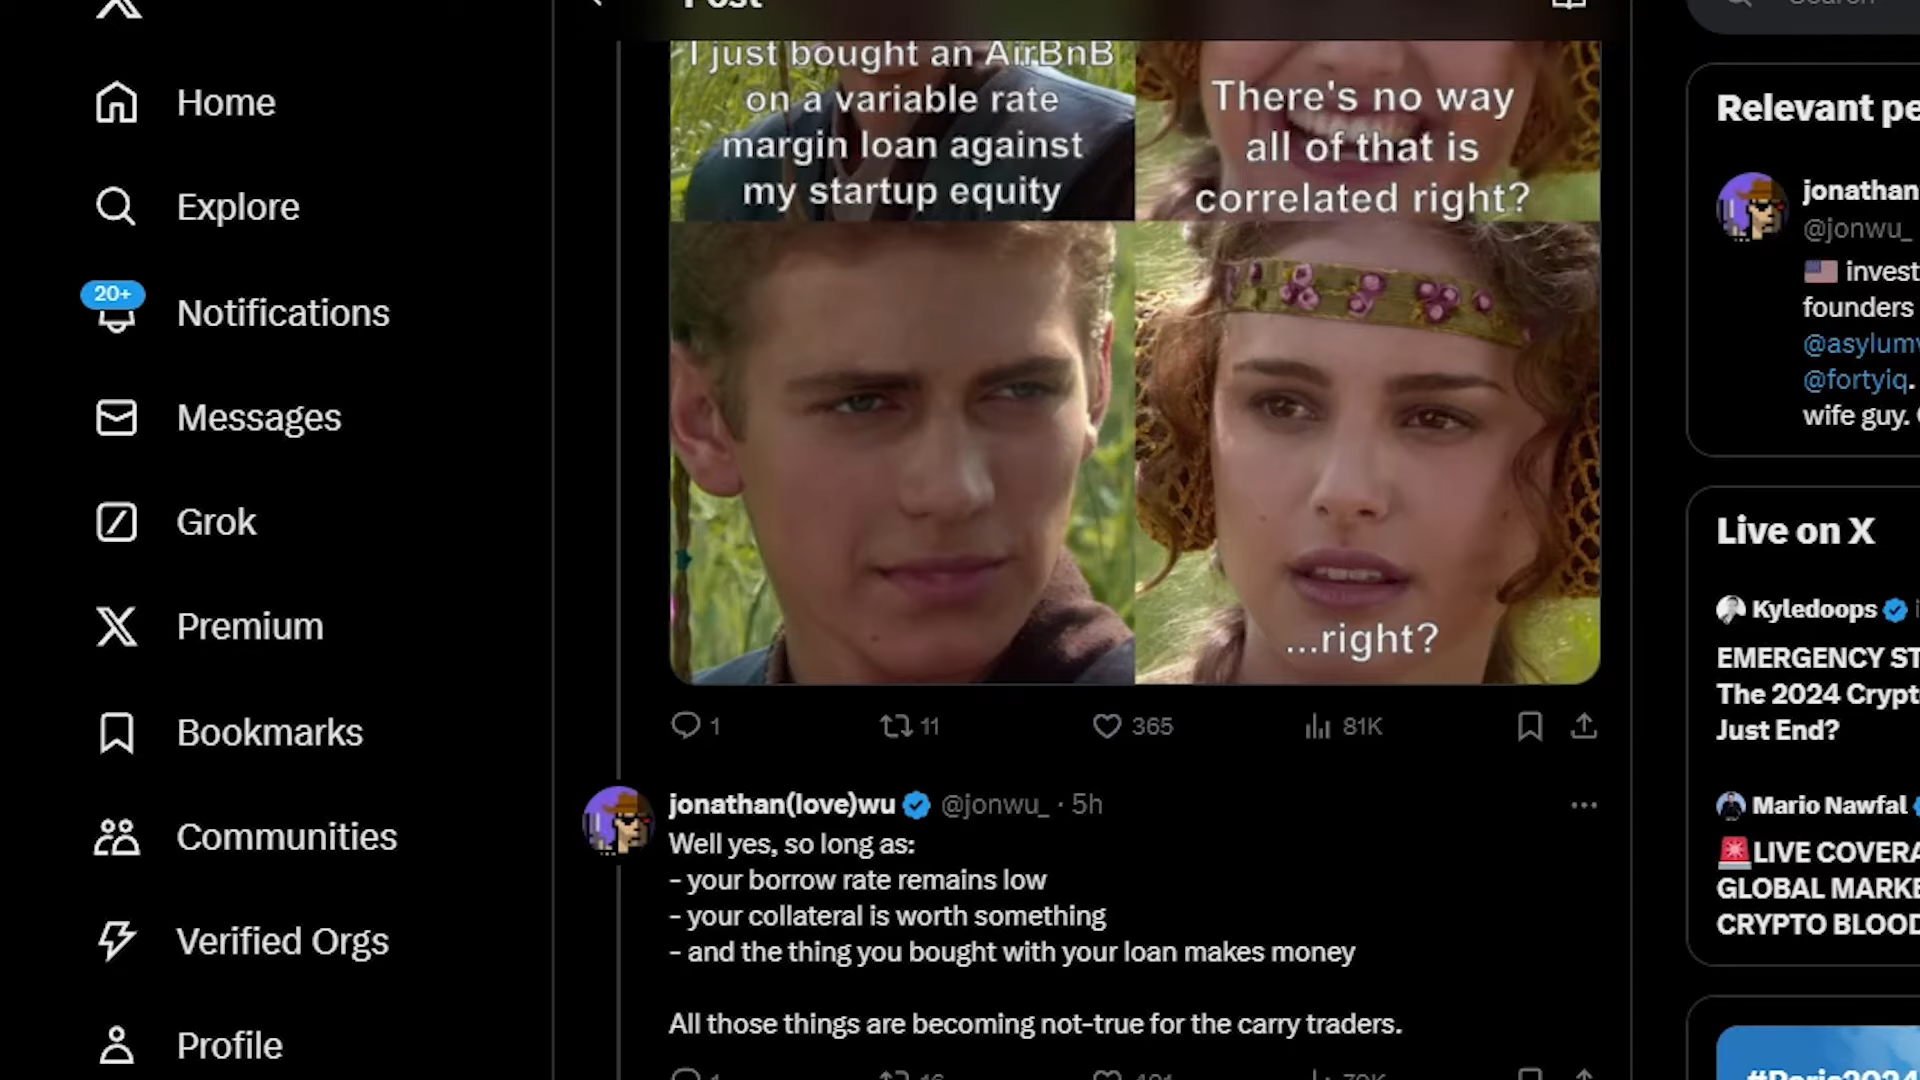 Post
Search
Home
Explore
20+
Notifications
Messages
Grok
Premium
Bookmarks
Communities
Verified Orgs
Profile
I just bought an AirBnB
on a variable rate
margin loan against
my startup equity
There's no way
all of that is
correlated right?
...right?
1
11
365
81K
jonathan(love)wu @jonwu_ · 5h
Well yes, so long as:
- your borrow rate remains low
- your collateral is worth something
- and the thing you bought with your loan makes money
All those things are becoming not-true for the carry traders.
Relevant pe
jonathan
@jonwu_
invest
founders
@asylumv
@fortyiq.
wife guy.
Live on X
Kyledoops
EMERGENCY ST
The 2024 Crypt
Just End?
Mario Nawfal
LIVE COVERA
GLOBAL MARKE
CRYPTO BLOOD
#Paris2024